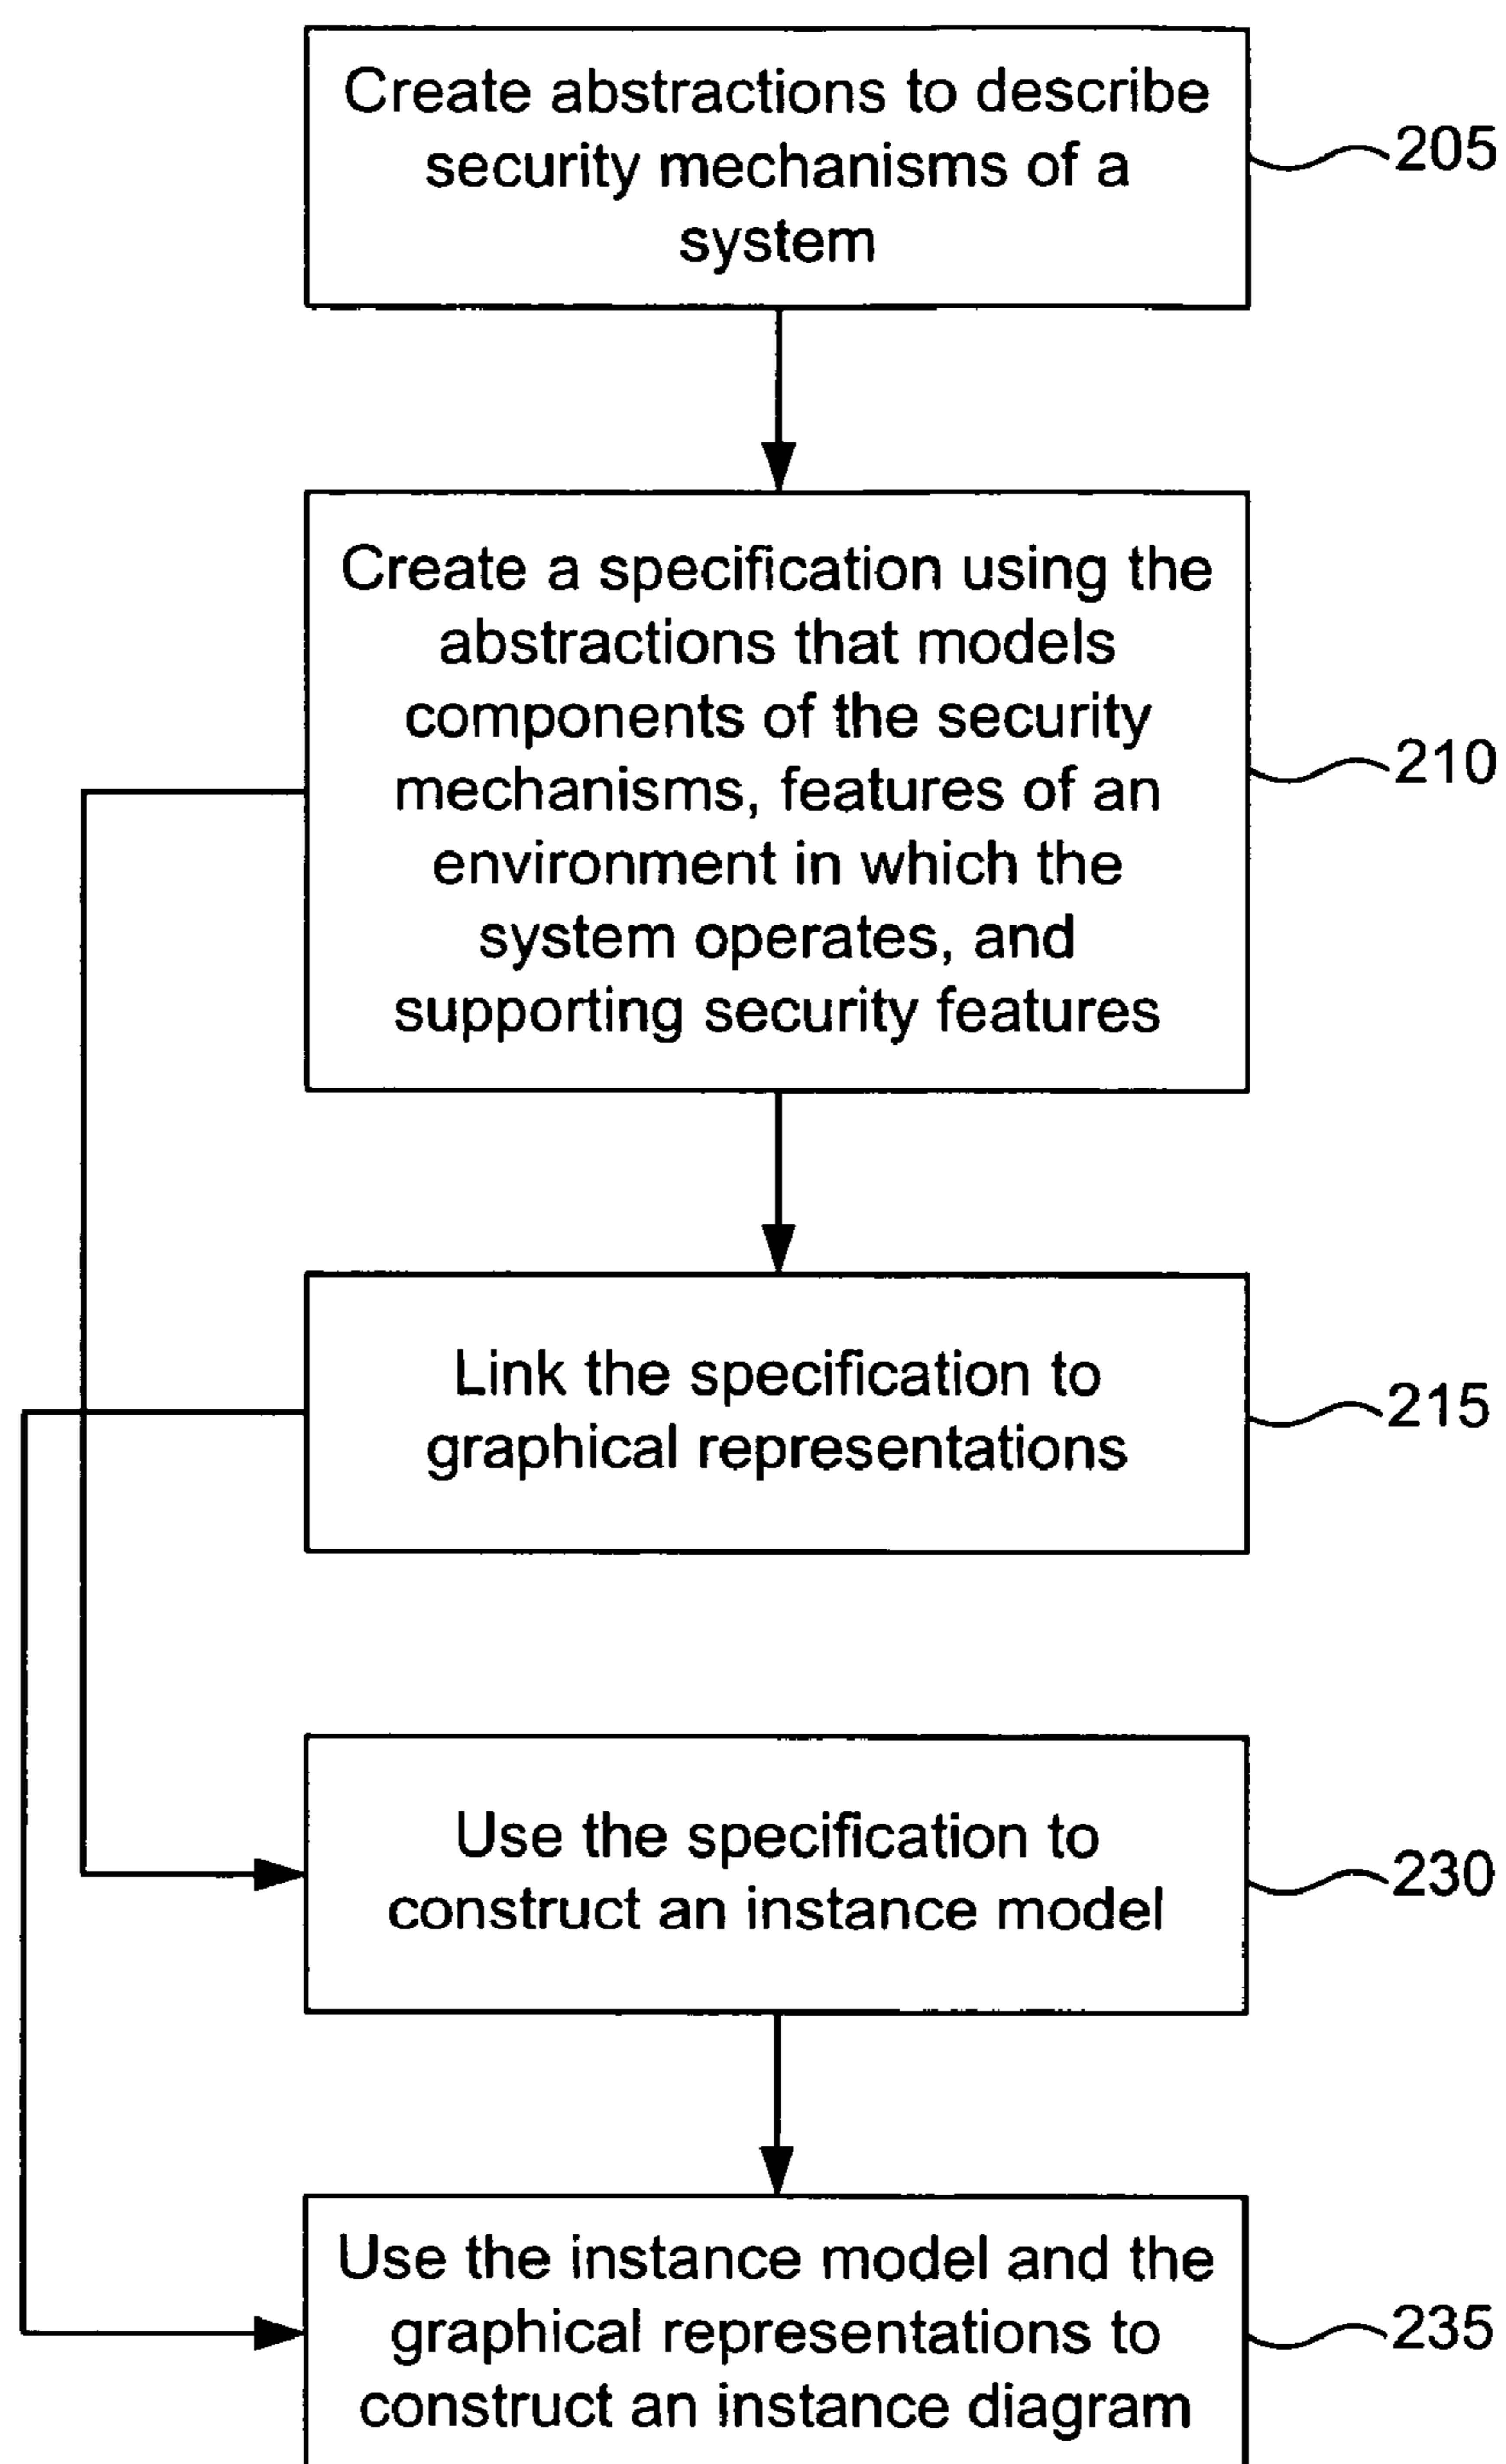 Create abstractions to describe
security mechanisms of a
system
205
Create a specification using the
abstractions that models
components of the security
mechanisms, features of an
environment in which the
system operates, and
supporting security features
210
Link the specification to
graphical representations
215
Use the specification to
construct an instance model
230
Use the instance model and the
graphical representations to
construct an instance diagram
235